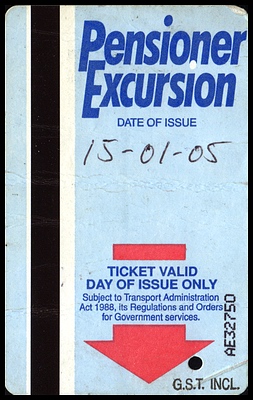 Pensioner
Excursion
DATE OF ISSUE
15-01-05
TICKET VALID
DAY OF ISSUE ONLY
Subject to Transport Administration
Act 1988, its Regulations and Orders
for Government services.
AE32750
G.S.T. INCL.